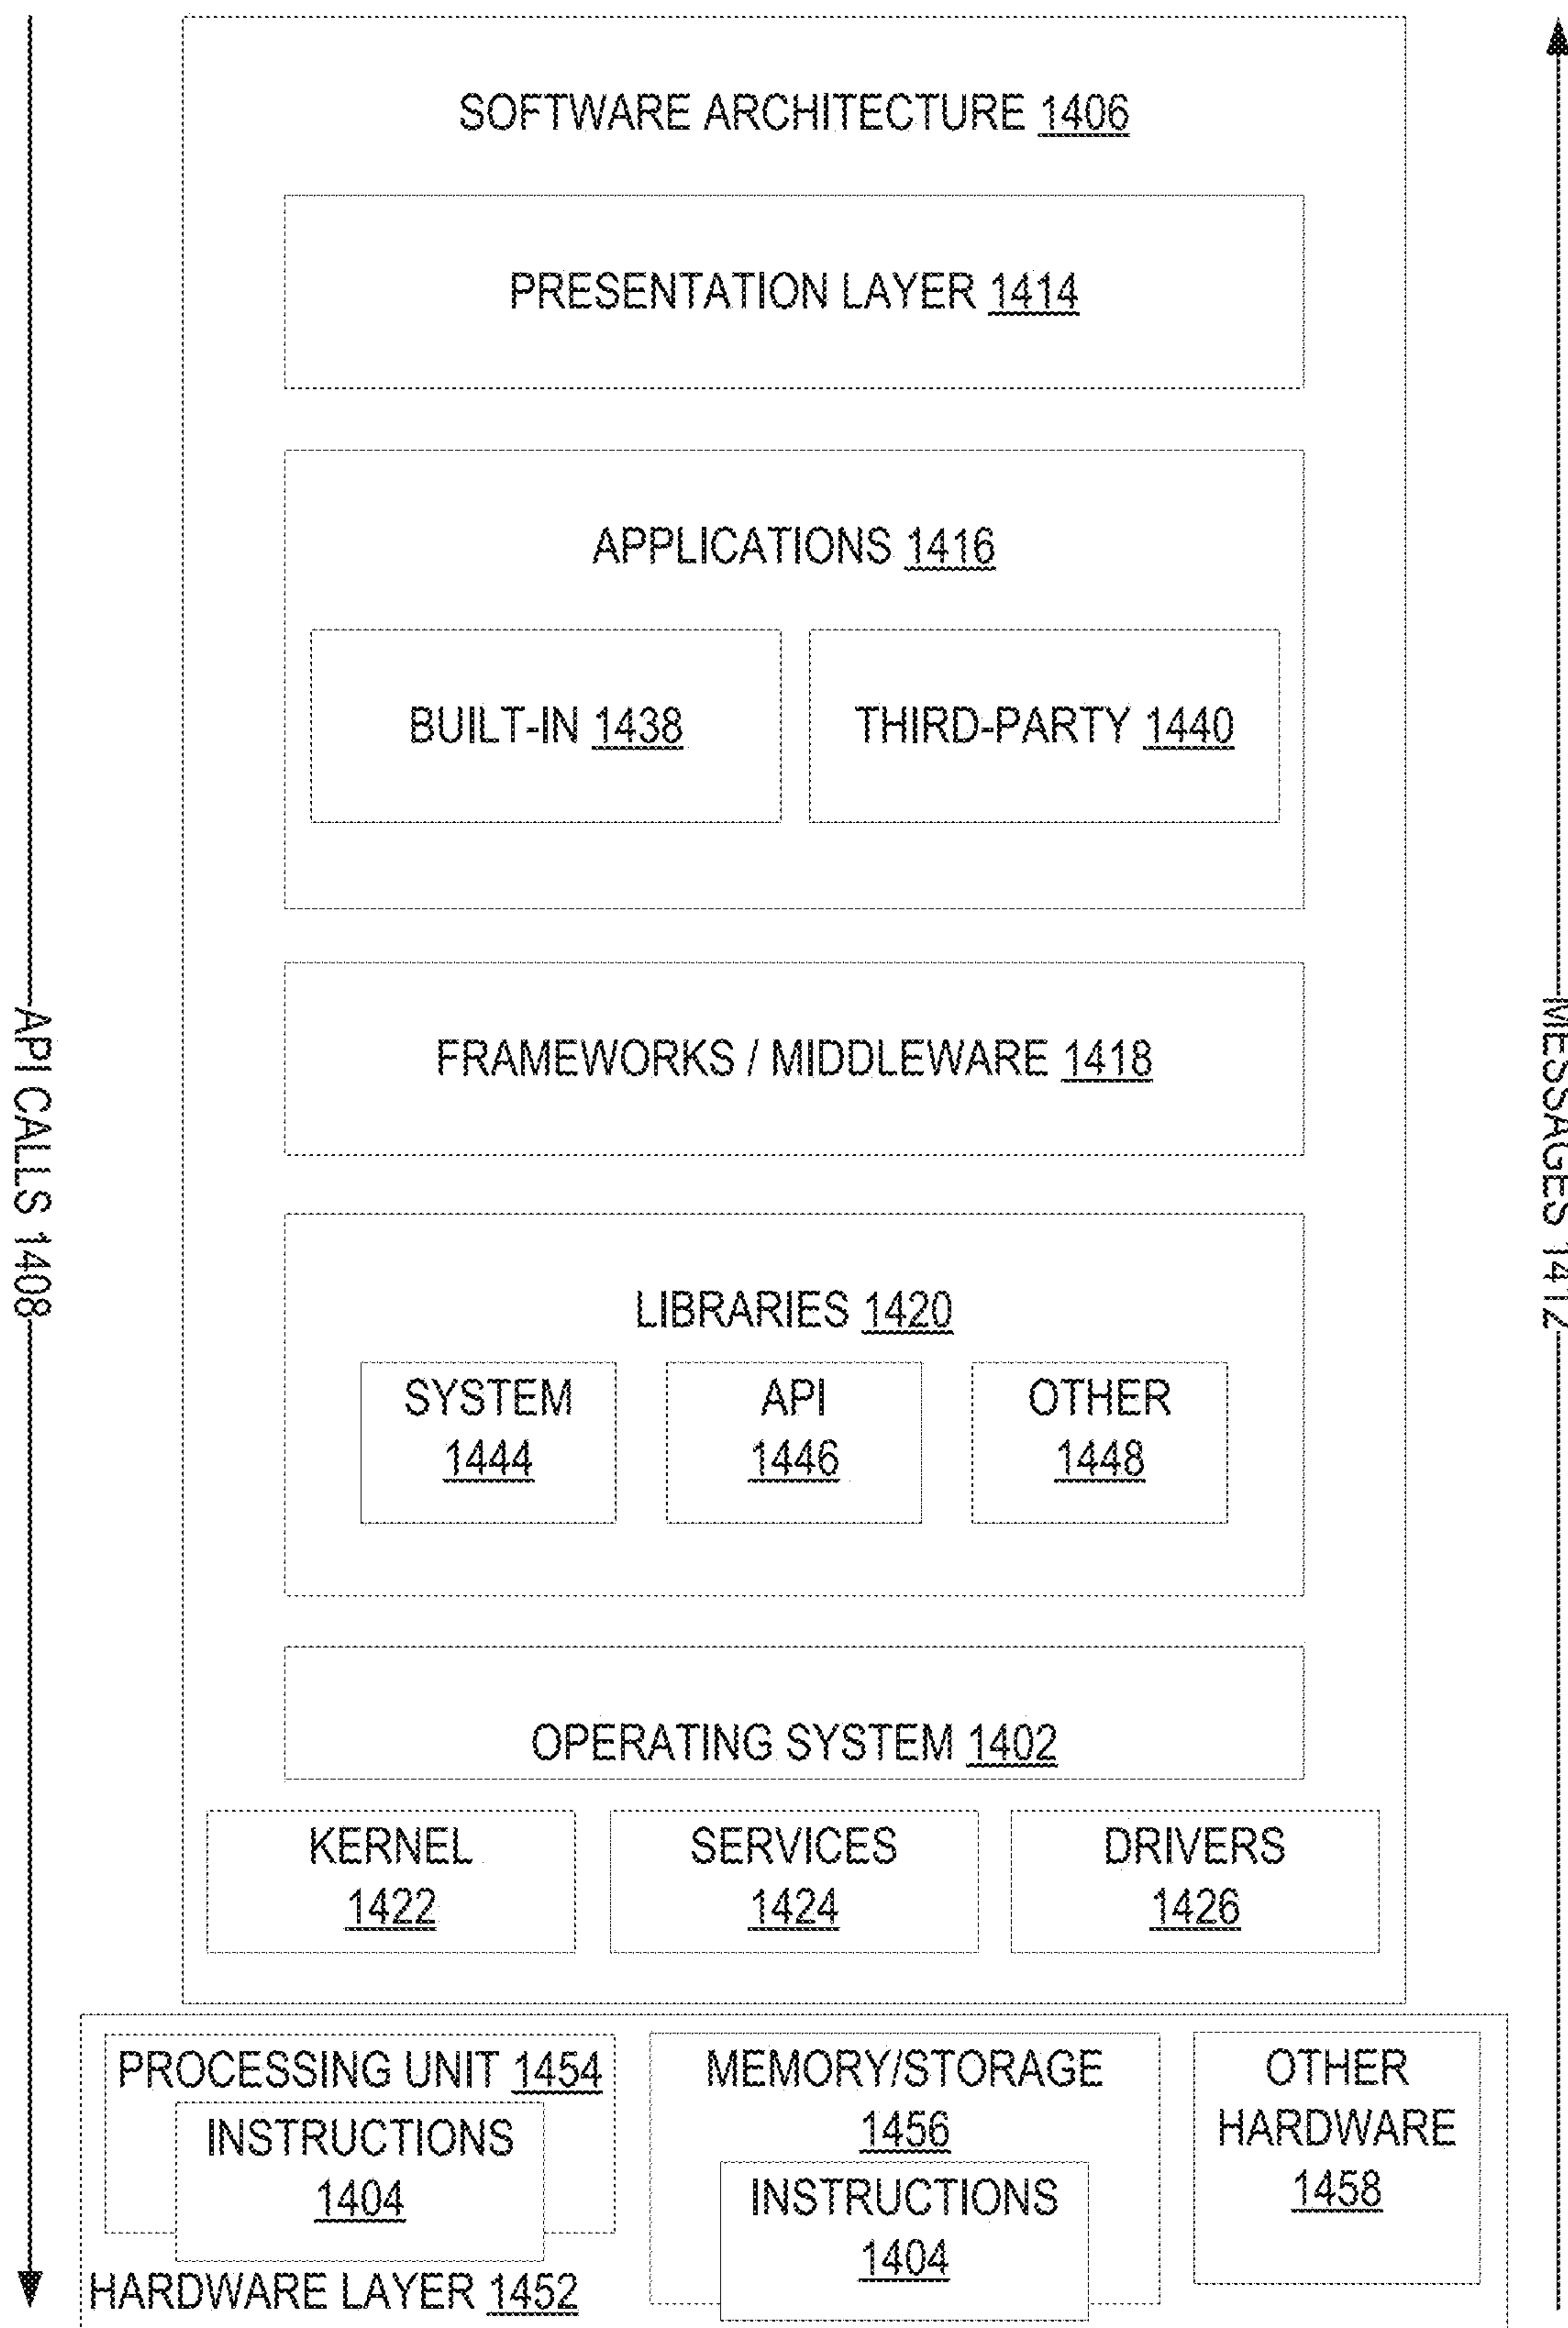 SOFTWARE ARCHITECTURE 1406
PRESENTATION LAYER 1414
APPLICATIONS 1416
BUILT-IN 1438
THIRD-PARTY 1440
FRAMEWORKS / MIDDLEWARE 1418
LIBRARIES 1420
SYSTEM
1444
API
1446
OTHER
1448
OPERATING SYSTEM 1402
KERNEL
1422
SERVICES
1424
DRIVERS
1426
PROCESSING UNIT 1454
INSTRUCTIONS
1404
MEMORY/STORAGE
1456
INSTRUCTIONS
1404
OTHER
HARDWARE
1458
HARDWARE LAYER 1452
API CALLS 1408
MESSAGES 1412